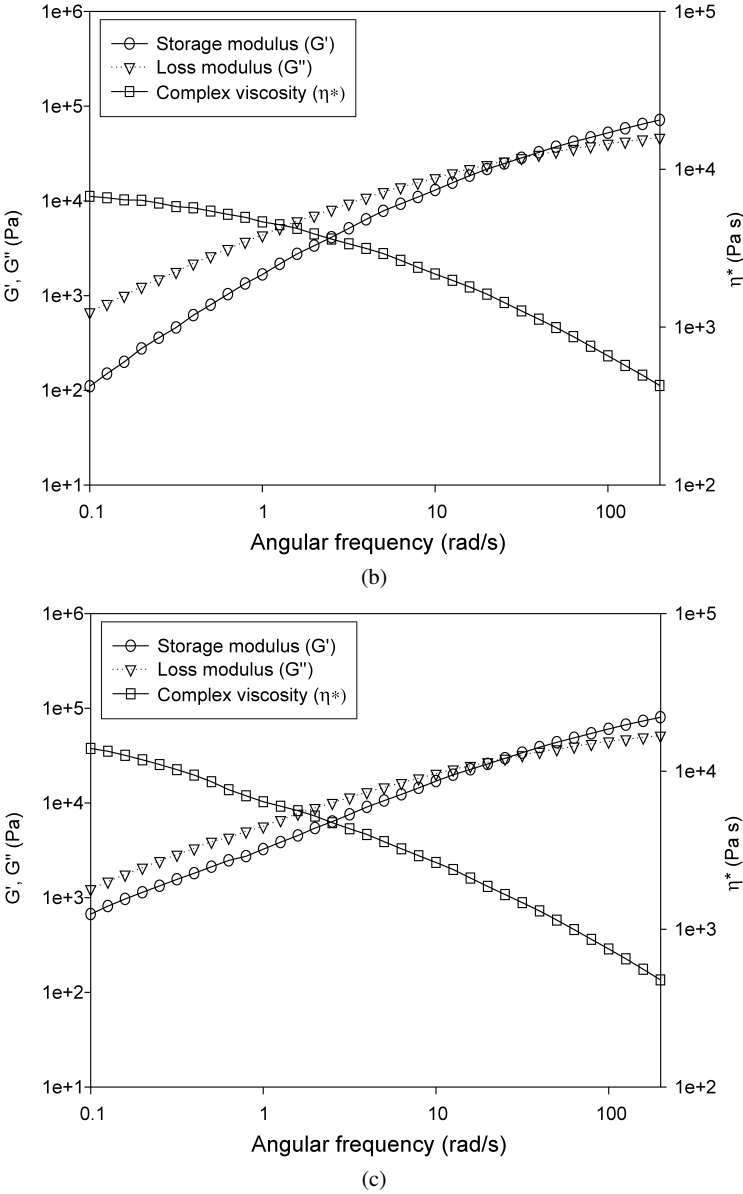 1e+6
1e+5
1e+4
1e+3
1e+2
1e+1
G', G'' (Pa)
Storage modulus (G')
Loss modulus (G'')
Complex viscosity (η*)
1e+5
1e+4
1e+3
1e+2
η* (Pa s)
0.1 1 10 100
Angular frequency (rad/s)
(b)
1e+6
1e+5
1e+4
1e+3
1e+2
1e+1
G', G'' (Pa)
Storage modulus (G')
Loss modulus (G'')
Complex viscosity (η*)
1e+5
1e+4
1e+3
1e+2
η* (Pa s)
0.1 1 10 100
Angular frequency (rad/s)
(c)